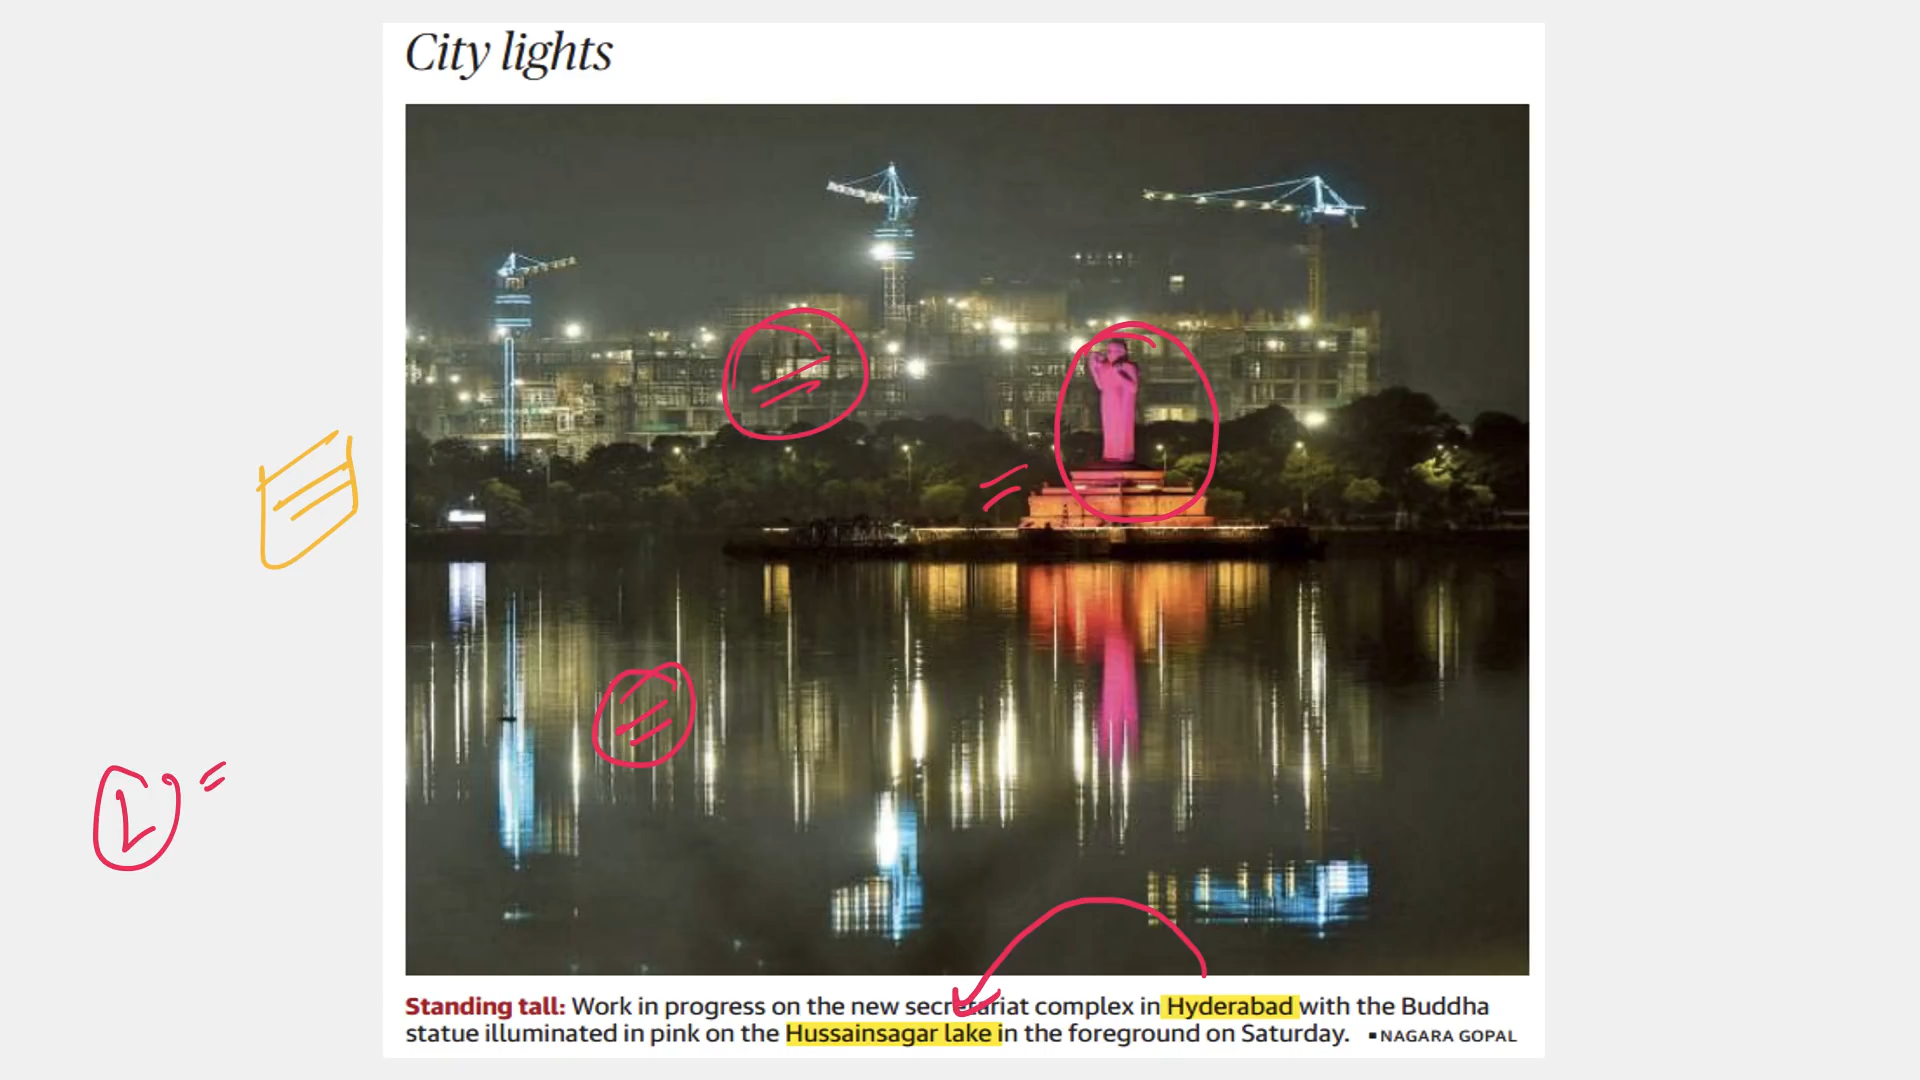 City lights
Standing tall: Work in progress on the new secretariat complex in Hyderabad with the Buddha
statue illuminated in pink on the Hussainsagar lake in the foreground on Saturday. ▪NAGARA GOPAL